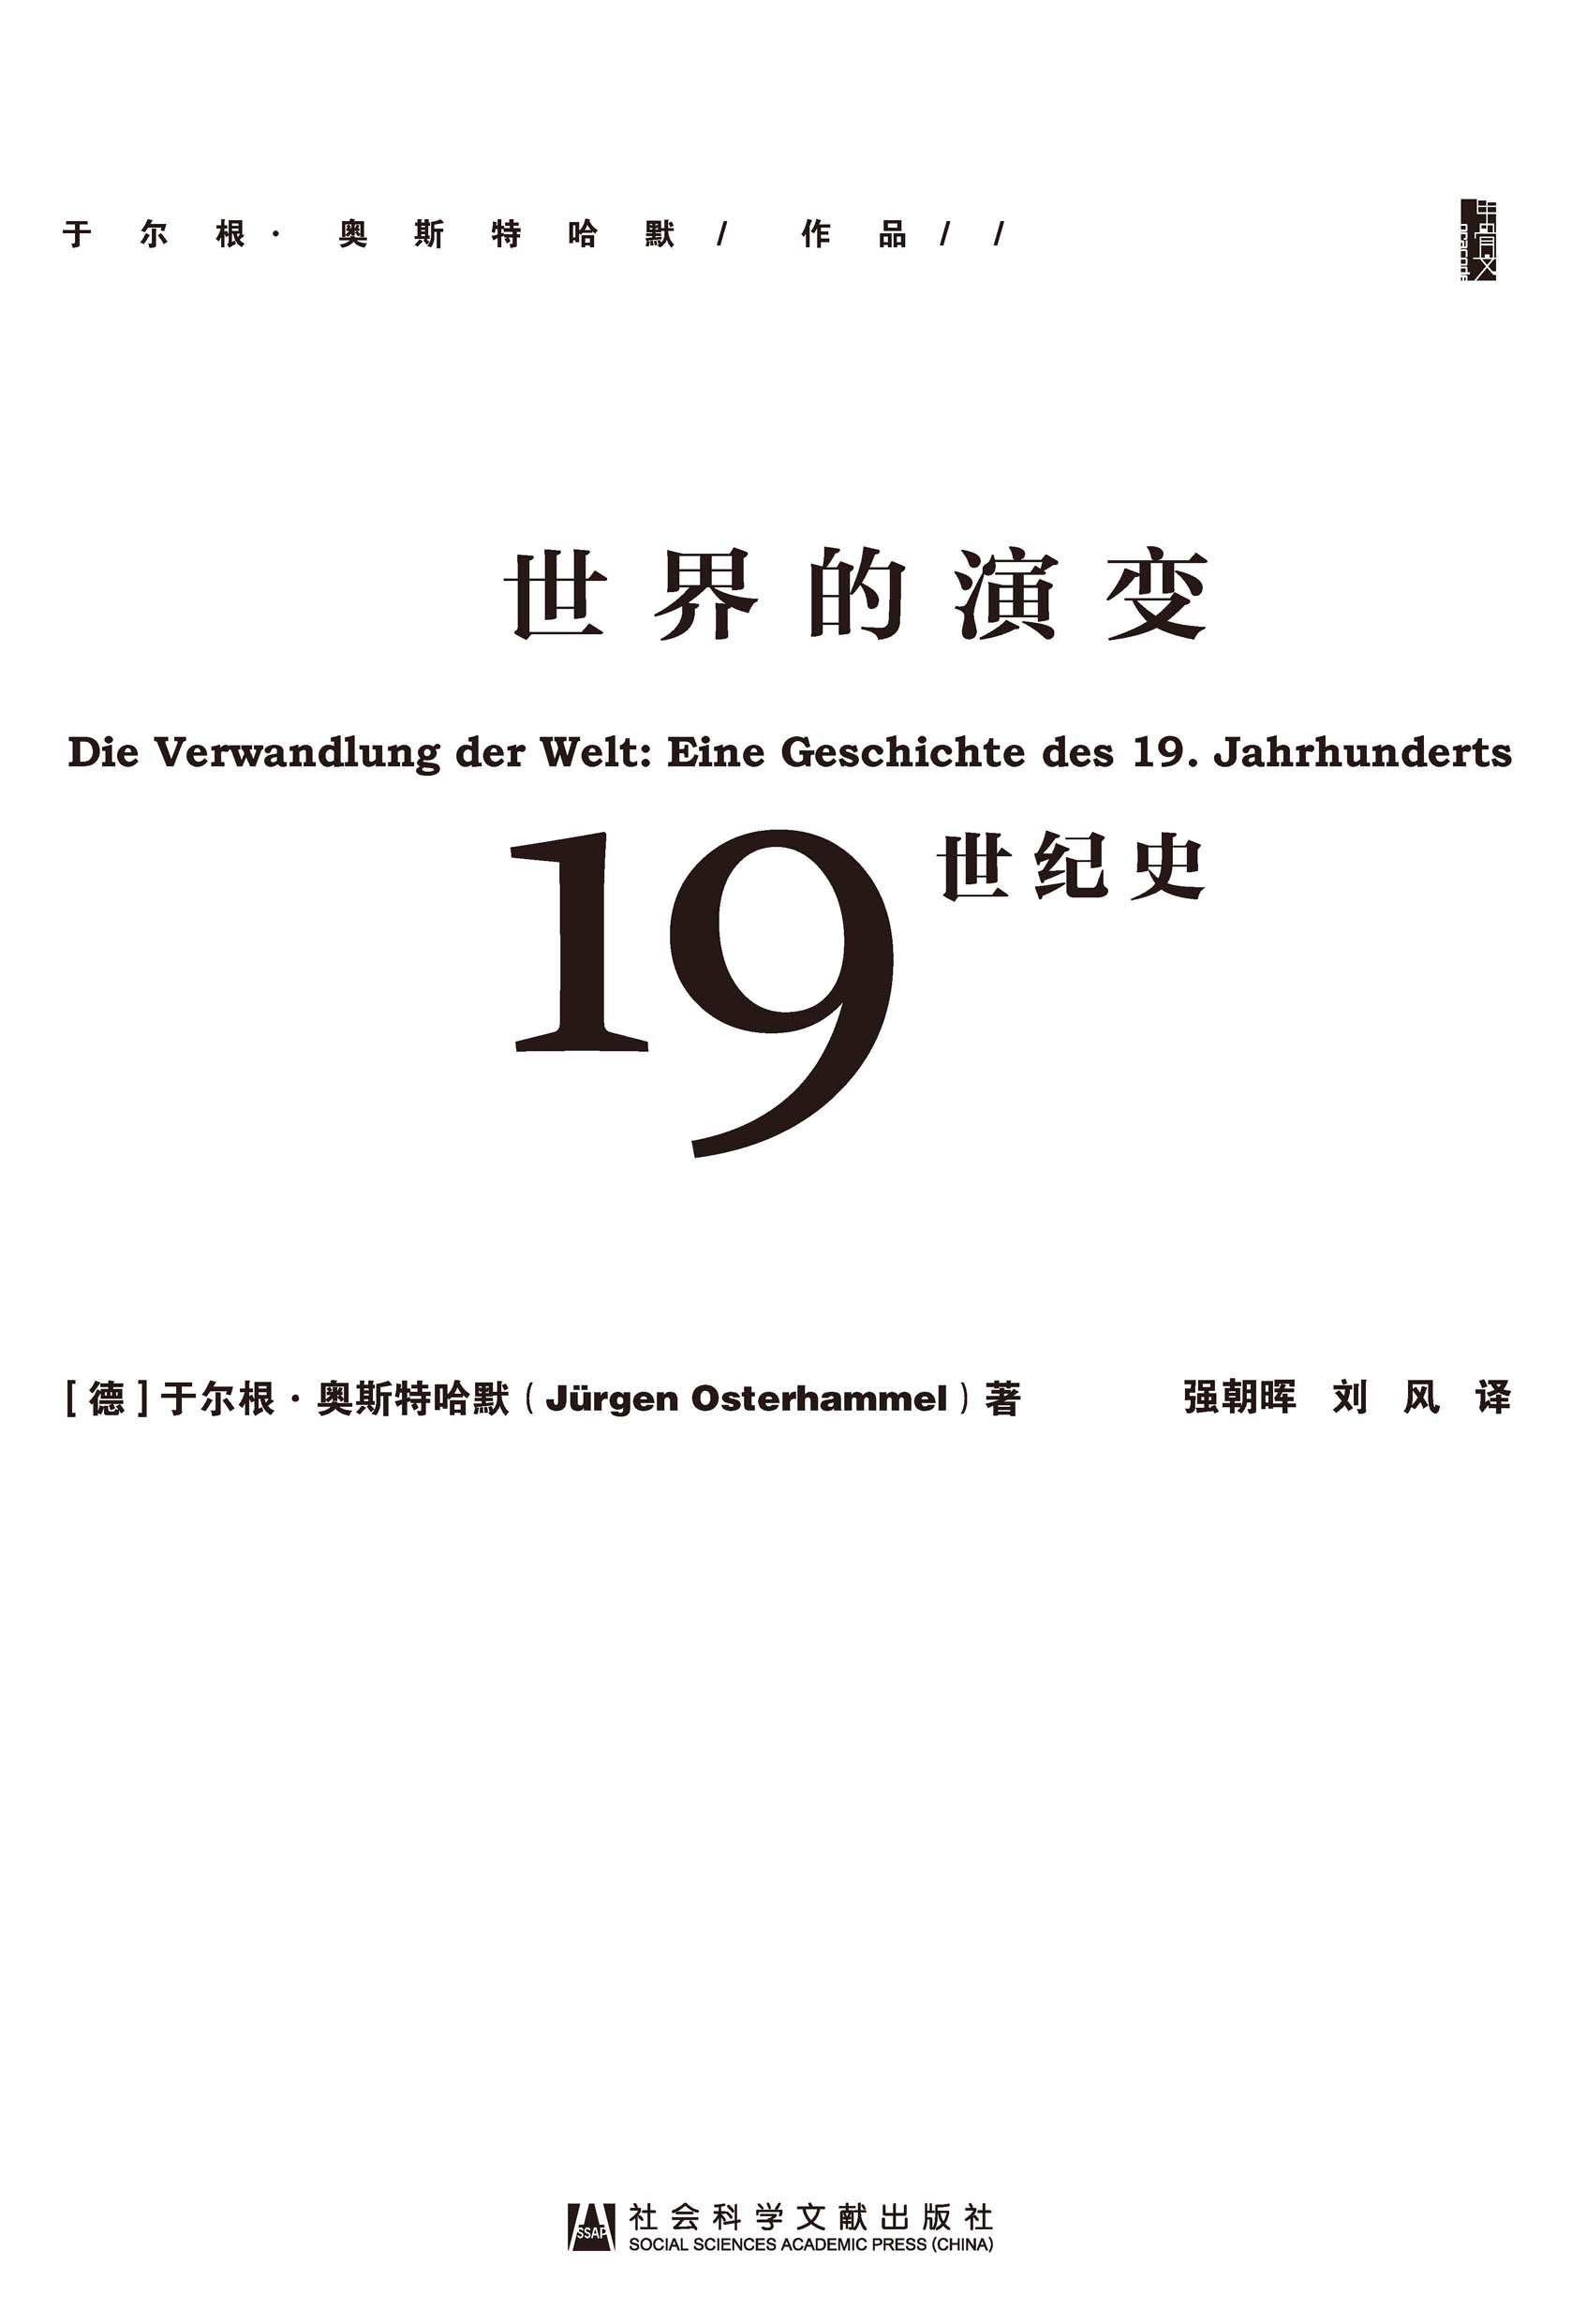 于尔根·奥斯特哈默/ 作品//
甲骨文
世界的演变
Die Verwandlung der Welt: Eine Geschichte des 19. Jahrhunderts
19世纪史
[德]于尔根·奥斯特哈默(Jürgen Osterhammel)著 强朝晖 刘风 译
SSAP 社会科学文献出版社
SOCIAL SCIENCES ACADEMIC PRESS (CHINA)